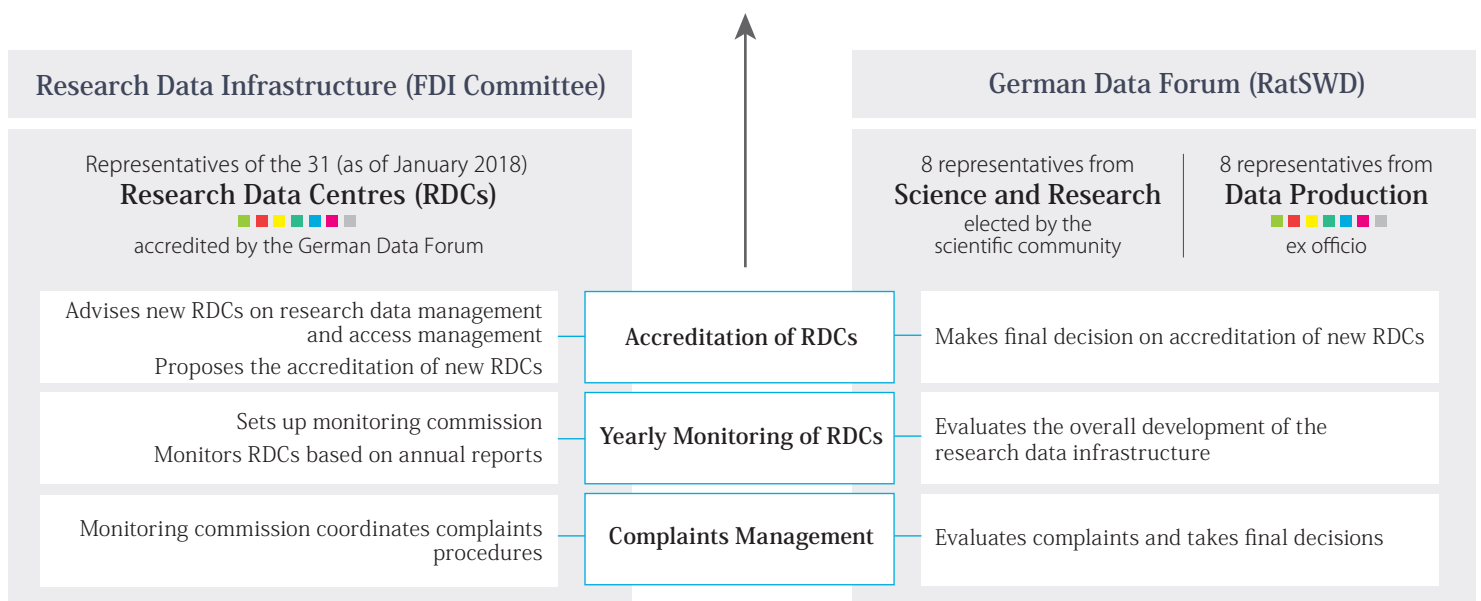 Research Data Infrastructure (FDI Committee)
Representatives of the 31 (as of January 2018)
Research Data Centres (RDCs)
accredited by the German Data Forum
German Data Forum (RatSWD)
8 representatives from
Science and Research
elected by the
scientific community
8 representatives from
Data Production
ex officio
Advises new RDCs on research data management
and access management
Proposes the accreditation of new RDCs
Accreditation of RDCs
Makes final decision on accreditation of new RDCs
Sets up monitoring commission
Monitors RDCs based on annual reports
Yearly Monitoring of RDCs
Evaluates the overall development of the
research data infrastructure
Monitoring commission coordinates complaints
procedures
Complaints Management
Evaluates complaints and takes final decisions